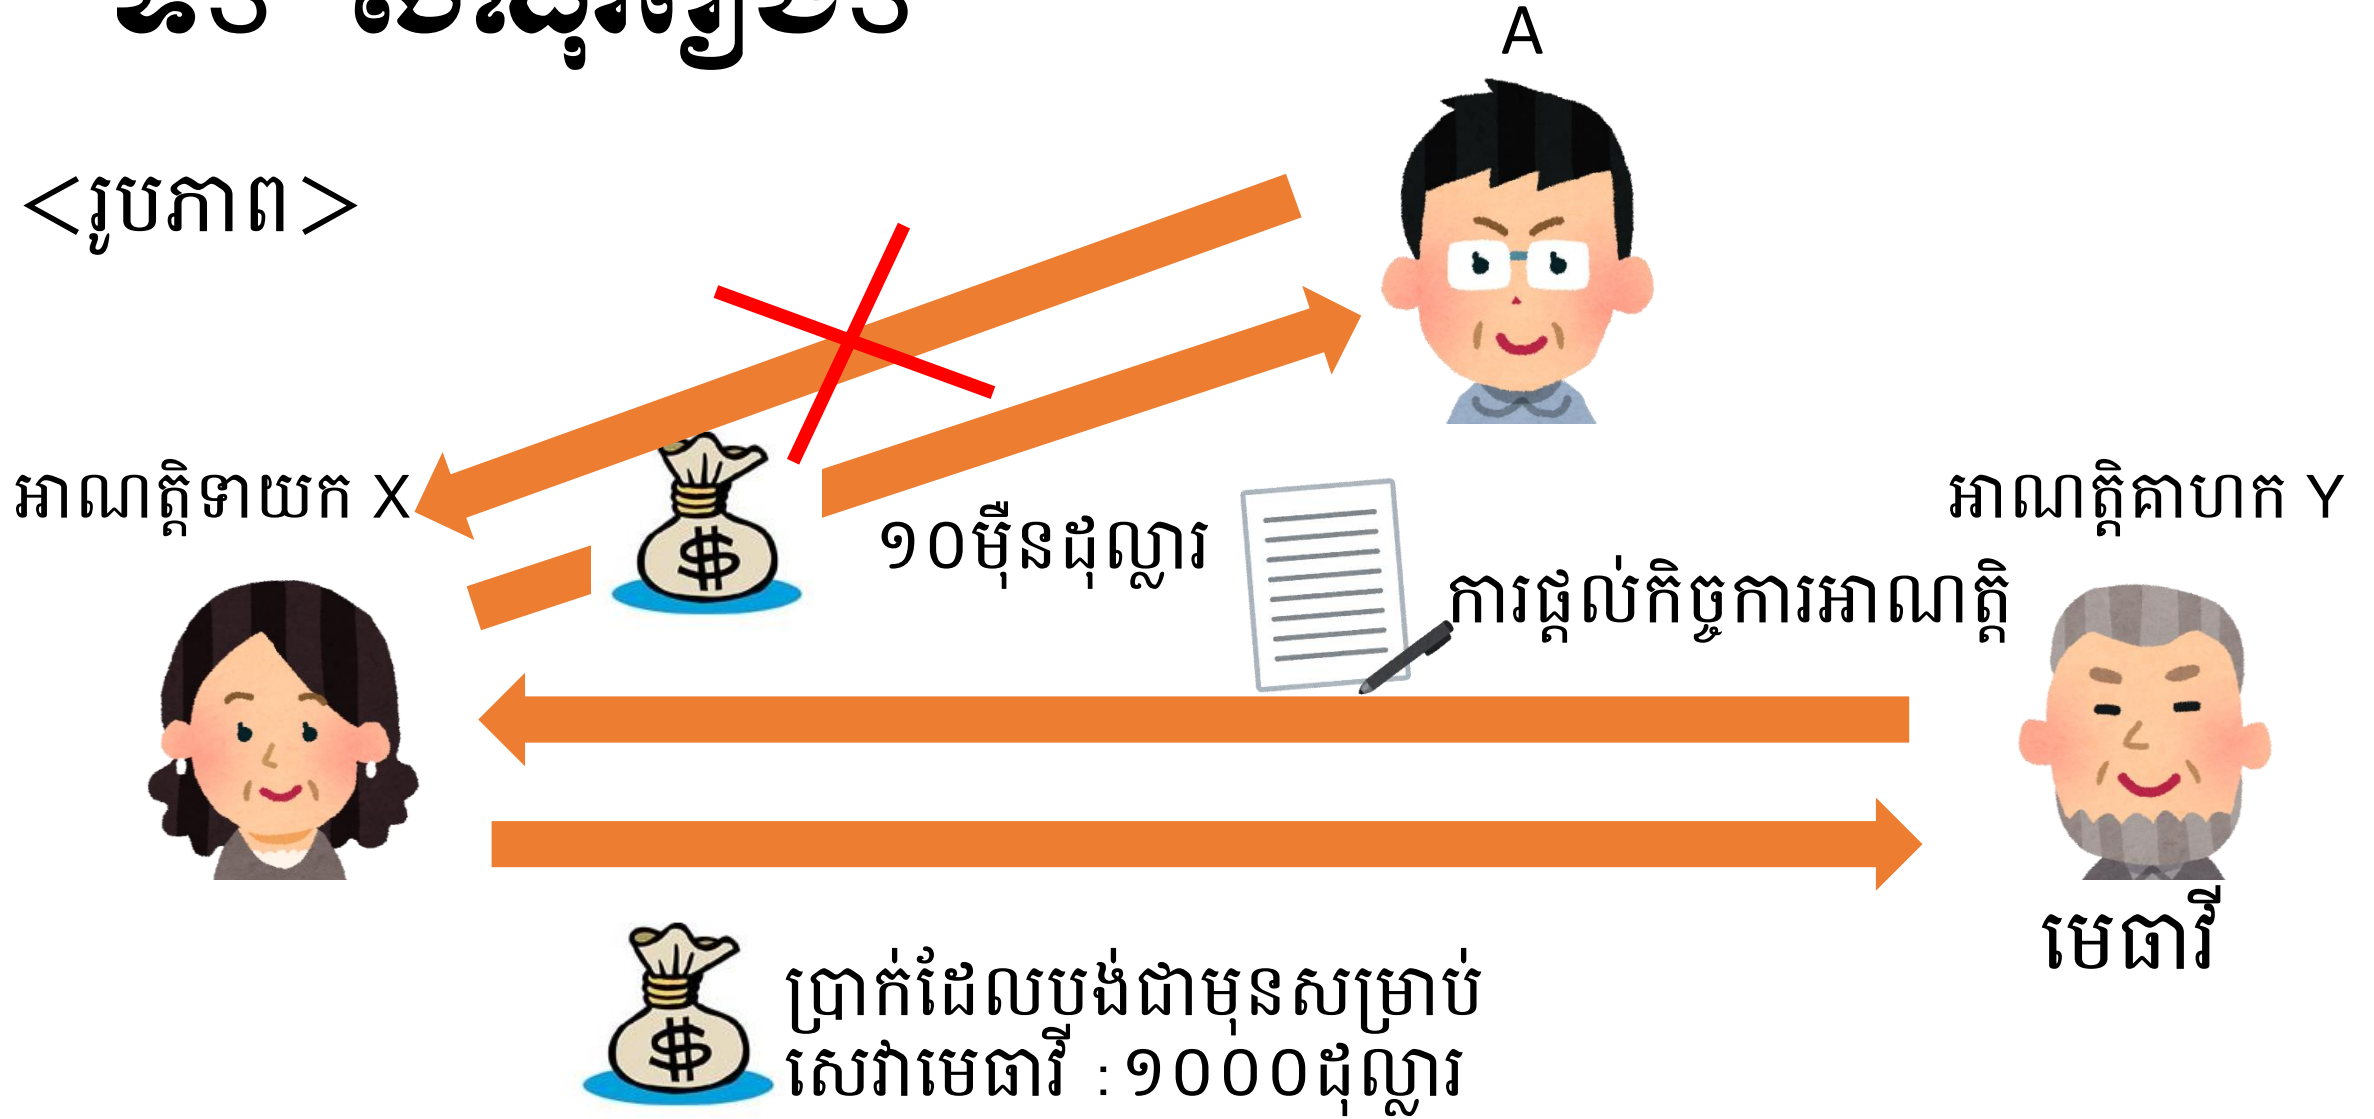 A
<រូបភាព>
អាណត្តិទាយក X
អាណត្តិគាហក Y
១០ម៉ឺនដុល្លារ
ការផ្តល់កិច្ចការអាណត្តិ
មេធាវី
ប្រាក់ដែលបង់ជាមុនសម្រាប់
សេវាមេធាវី : ១០០០ដុល្លារ